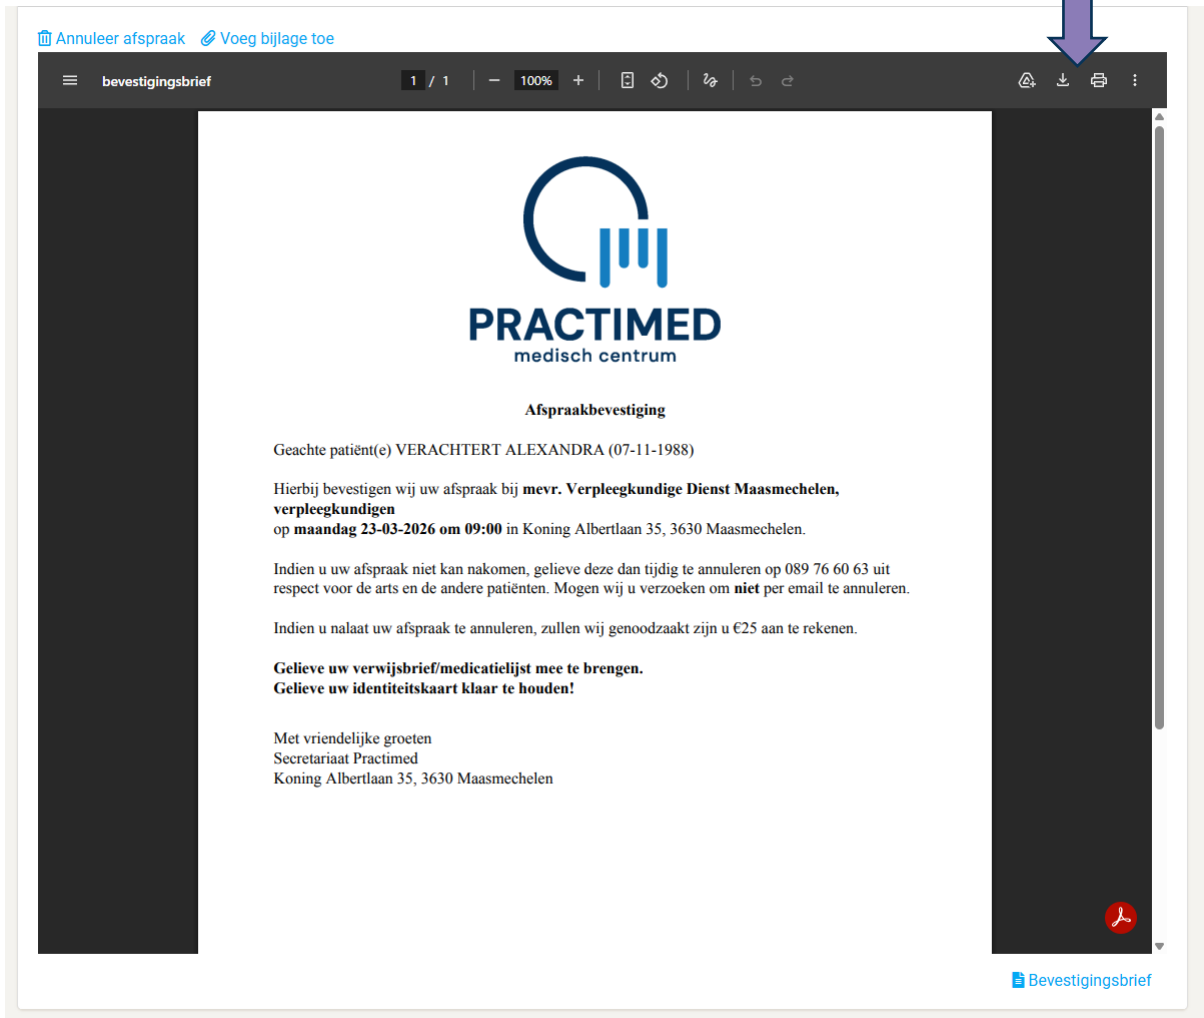 Annuleer afspraak Voeg bijlage toe
bevestigingsbrief 1 / 1 − 100% +
PRACTIMED
medisch centrum
Afspraakbevestiging
Geachte patiënt(e) VERACHTERT ALEXANDRA (07-11-1988)
Hierbij bevestigen wij uw afspraak bij mevr. Verpleegkundige Dienst Maasmechelen,
verpleegkundigen
op maandag 23-03-2026 om 09:00 in Koning Albertlaan 35, 3630 Maasmechelen.
Indien u uw afspraak niet kan nakomen, gelieve deze dan tijdig te annuleren op 089 76 60 63 uit
respect voor de arts en de andere patiënten. Mogen wij u verzoeken om niet per email te annuleren.
Indien u nalaat uw afspraak te annuleren, zullen wij genoodzaakt zijn u €25 aan te rekenen.
Gelieve uw verwijsbrief/medicatielijst mee te brengen.
Gelieve uw identiteitskaart klaar te houden!
Met vriendelijke groeten
Secretariaat Practimed
Koning Albertlaan 35, 3630 Maasmechelen
Bevestigingsbrief